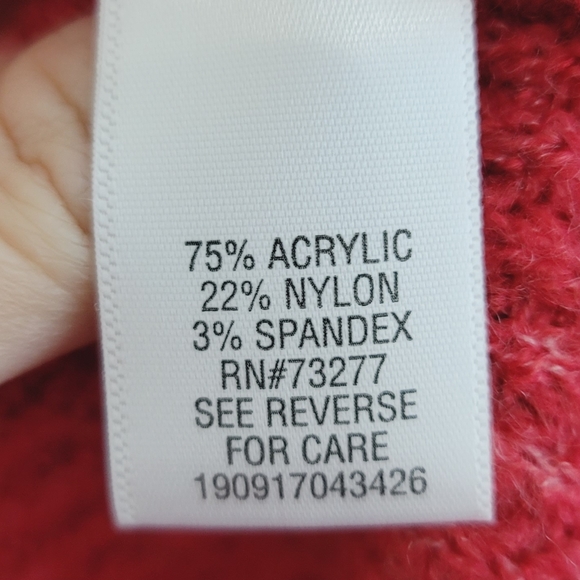 75% ACRYLIC
22% NYLON
3% SPANDEX
RN#73277
SEE REVERSE
FOR CARE
190917043426